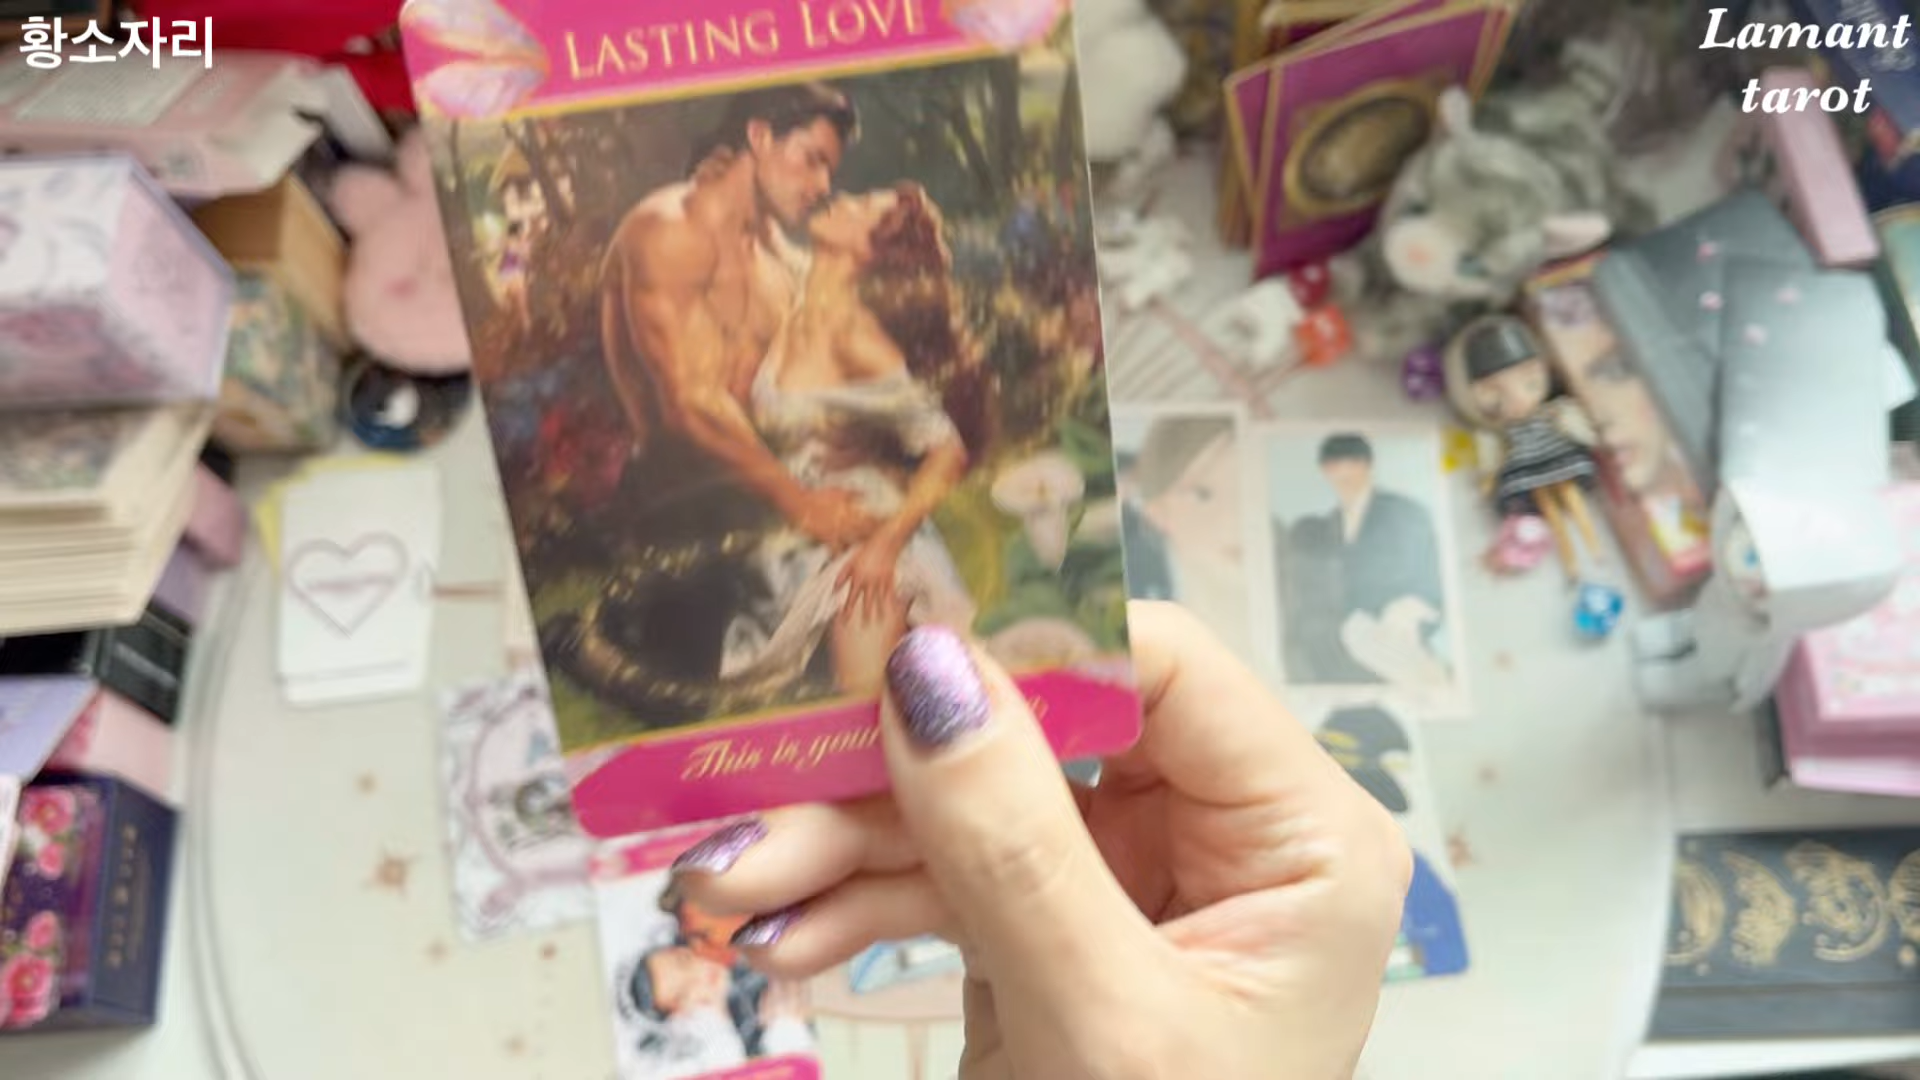 황소자리
Lamant
tarot
LASTING LOVE
This is your